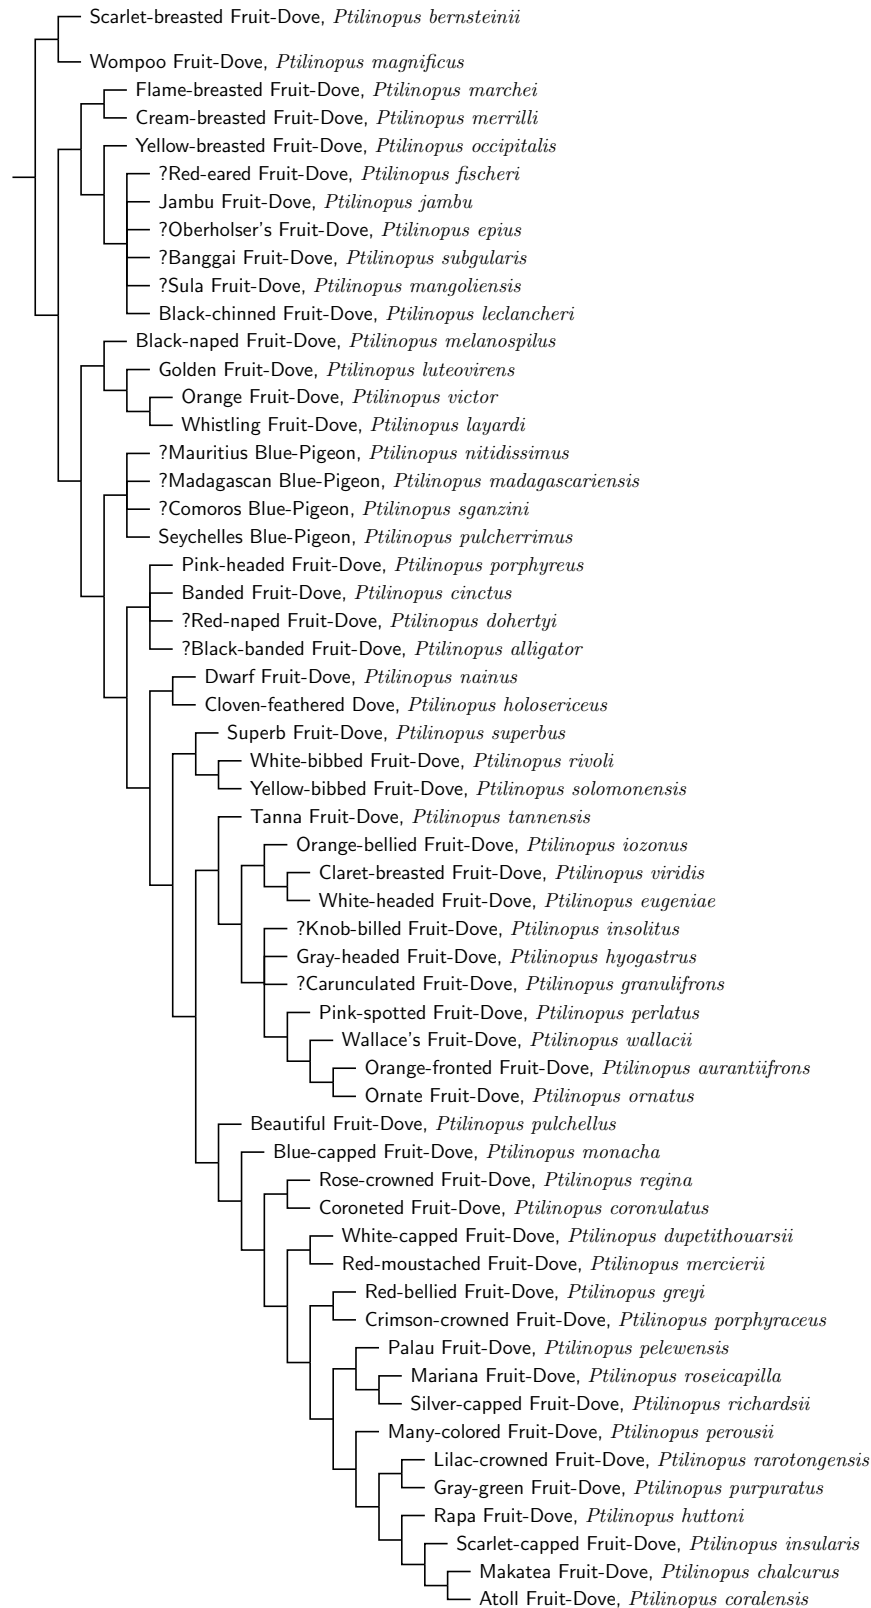 Scarlet-breasted Fruit-Dove, Ptilinopus bernsteinii
Wompoo Fruit-Dove, Ptilinopus magnificus
Flame-breasted Fruit-Dove, Ptilinopus marchei
Cream-breasted Fruit-Dove, Ptilinopus merrilli
Yellow-breasted Fruit-Dove, Ptilinopus occipitalis
?Red-eared Fruit-Dove, Ptilinopus fischeri
Jambu Fruit-Dove, Ptilinopus jambu
?Oberholser's Fruit-Dove, Ptilinopus epius
?Banggai Fruit-Dove, Ptilinopus subgularis
?Sula Fruit-Dove, Ptilinopus mangoliensis
Black-chinned Fruit-Dove, Ptilinopus leclancheri
Black-naped Fruit-Dove, Ptilinopus melanospilus
Golden Fruit-Dove, Ptilinopus luteovirens
Orange Fruit-Dove, Ptilinopus victor
Whistling Fruit-Dove, Ptilinopus layardi
?Mauritius Blue-Pigeon, Ptilinopus nitidissimus
?Madagascan Blue-Pigeon, Ptilinopus madagascariensis
?Comoros Blue-Pigeon, Ptilinopus sganzini
Seychelles Blue-Pigeon, Ptilinopus pulcherrimus
Pink-headed Fruit-Dove, Ptilinopus porphyreus
Banded Fruit-Dove, Ptilinopus cinctus
?Red-naped Fruit-Dove, Ptilinopus dohertyi
?Black-banded Fruit-Dove, Ptilinopus alligator
Dwarf Fruit-Dove, Ptilinopus nainus
Cloven-feathered Dove, Ptilinopus holosericeus
Superb Fruit-Dove, Ptilinopus superbus
White-bibbed Fruit-Dove, Ptilinopus rivoli
Yellow-bibbed Fruit-Dove, Ptilinopus solomonensis
Tanna Fruit-Dove, Ptilinopus tannensis
Orange-bellied Fruit-Dove, Ptilinopus iozonus
Claret-breasted Fruit-Dove, Ptilinopus viridis
White-headed Fruit-Dove, Ptilinopus eugeniae
?Knob-billed Fruit-Dove, Ptilinopus insolitus
Gray-headed Fruit-Dove, Ptilinopus hyogastrus
?Carunculated Fruit-Dove, Ptilinopus granulifrons
Pink-spotted Fruit-Dove, Ptilinopus perlatus
Wallace's Fruit-Dove, Ptilinopus wallacii
Orange-fronted Fruit-Dove, Ptilinopus aurantiifrons
Ornate Fruit-Dove, Ptilinopus ornatus
Beautiful Fruit-Dove, Ptilinopus pulchellus
Blue-capped Fruit-Dove, Ptilinopus monacha
Rose-crowned Fruit-Dove, Ptilinopus regina
Coroneted Fruit-Dove, Ptilinopus coronulatus
White-capped Fruit-Dove, Ptilinopus dupetithouarsii
Red-moustached Fruit-Dove, Ptilinopus mercierii
Red-bellied Fruit-Dove, Ptilinopus greyi
Crimson-crowned Fruit-Dove, Ptilinopus porphyraceus
Palau Fruit-Dove, Ptilinopus pelewensis
Mariana Fruit-Dove, Ptilinopus roseicapilla
Silver-capped Fruit-Dove, Ptilinopus richardsii
Many-colored Fruit-Dove, Ptilinopus perousii
Lilac-crowned Fruit-Dove, Ptilinopus rarotongensis
Gray-green Fruit-Dove, Ptilinopus purpuratus
Rapa Fruit-Dove, Ptilinopus huttoni
Scarlet-capped Fruit-Dove, Ptilinopus insularis
Makatea Fruit-Dove, Ptilinopus chalcurus
Atoll Fruit-Dove, Ptilinopus coralensis